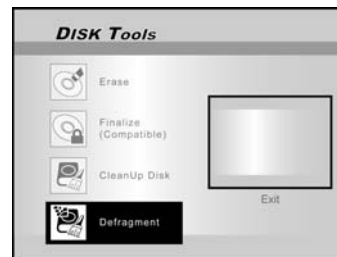 DISK Tools
Erase
Finalize
(Compatible)
CleanUp Disk
Defragment
Exit